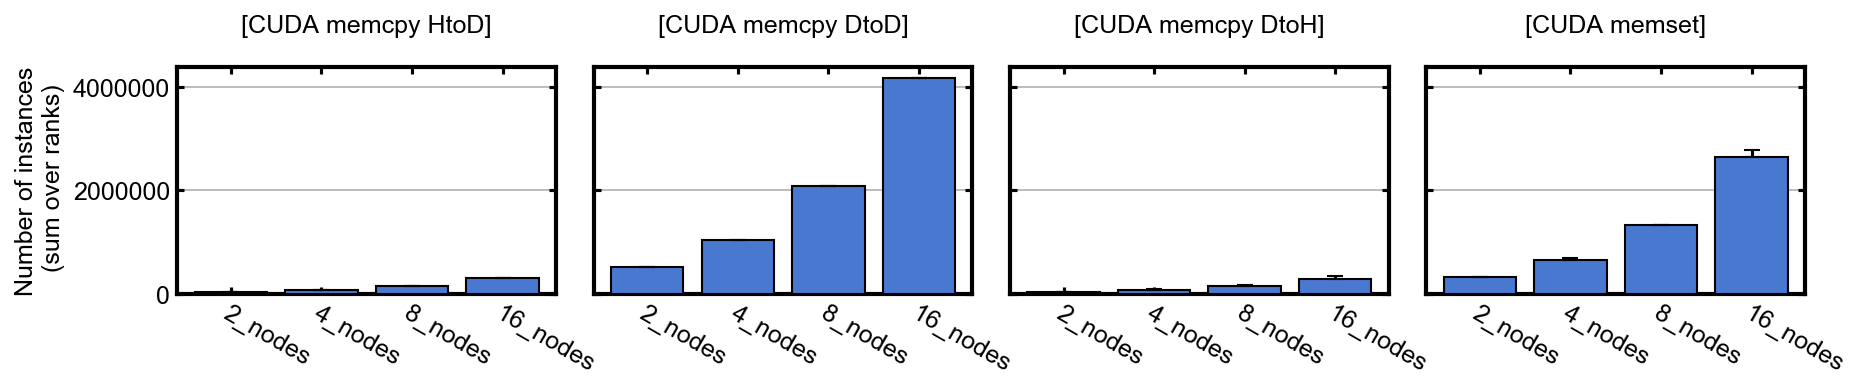 [CUDA memcpy HtoD]
[CUDA memcpy DtoD]
[CUDA memcpy DtoH]
[CUDA memset]
Number of instances
(sum over ranks)
4000000
2000000
0
2_nodes
4_nodes
8_nodes
16_nodes
2_nodes
4_nodes
8_nodes
16_nodes
2_nodes
4_nodes
8_nodes
16_nodes
2_nodes
4_nodes
8_nodes
16_nodes